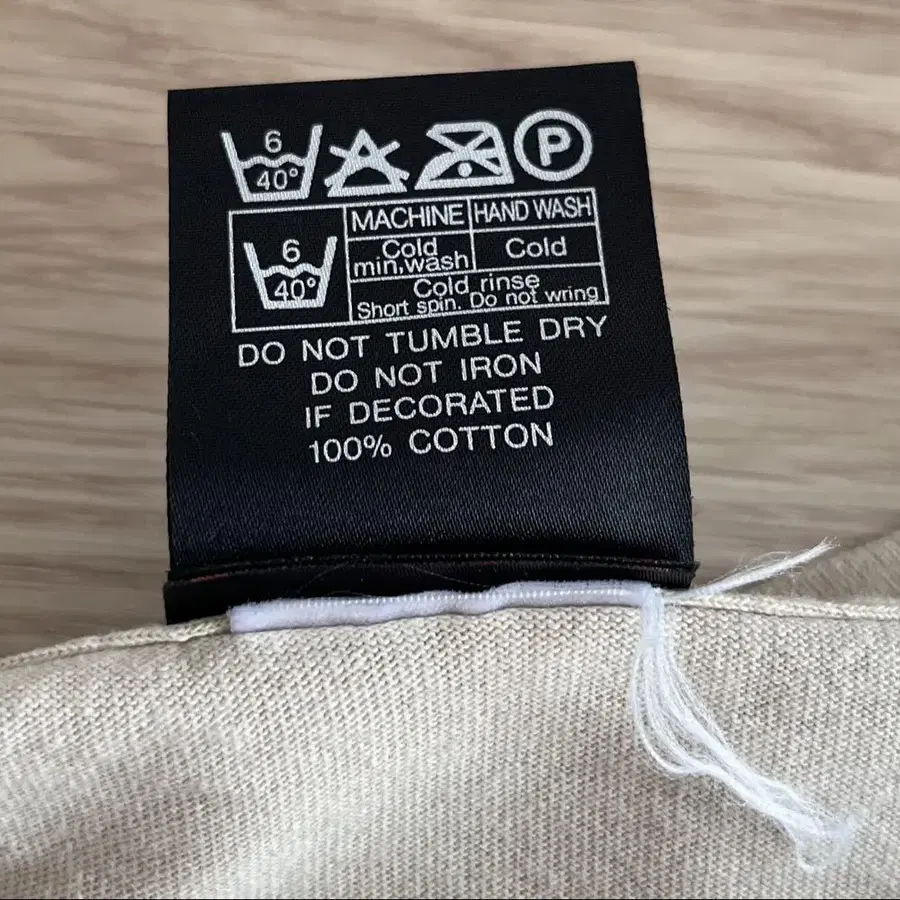 6 40° P
MACHINE HAND WASH
6 40° Cold min,wash Cold
Cold rinse
Short spin. Do not wring
DO NOT TUMBLE DRY
DO NOT IRON
IF DECORATED
100% COTTON